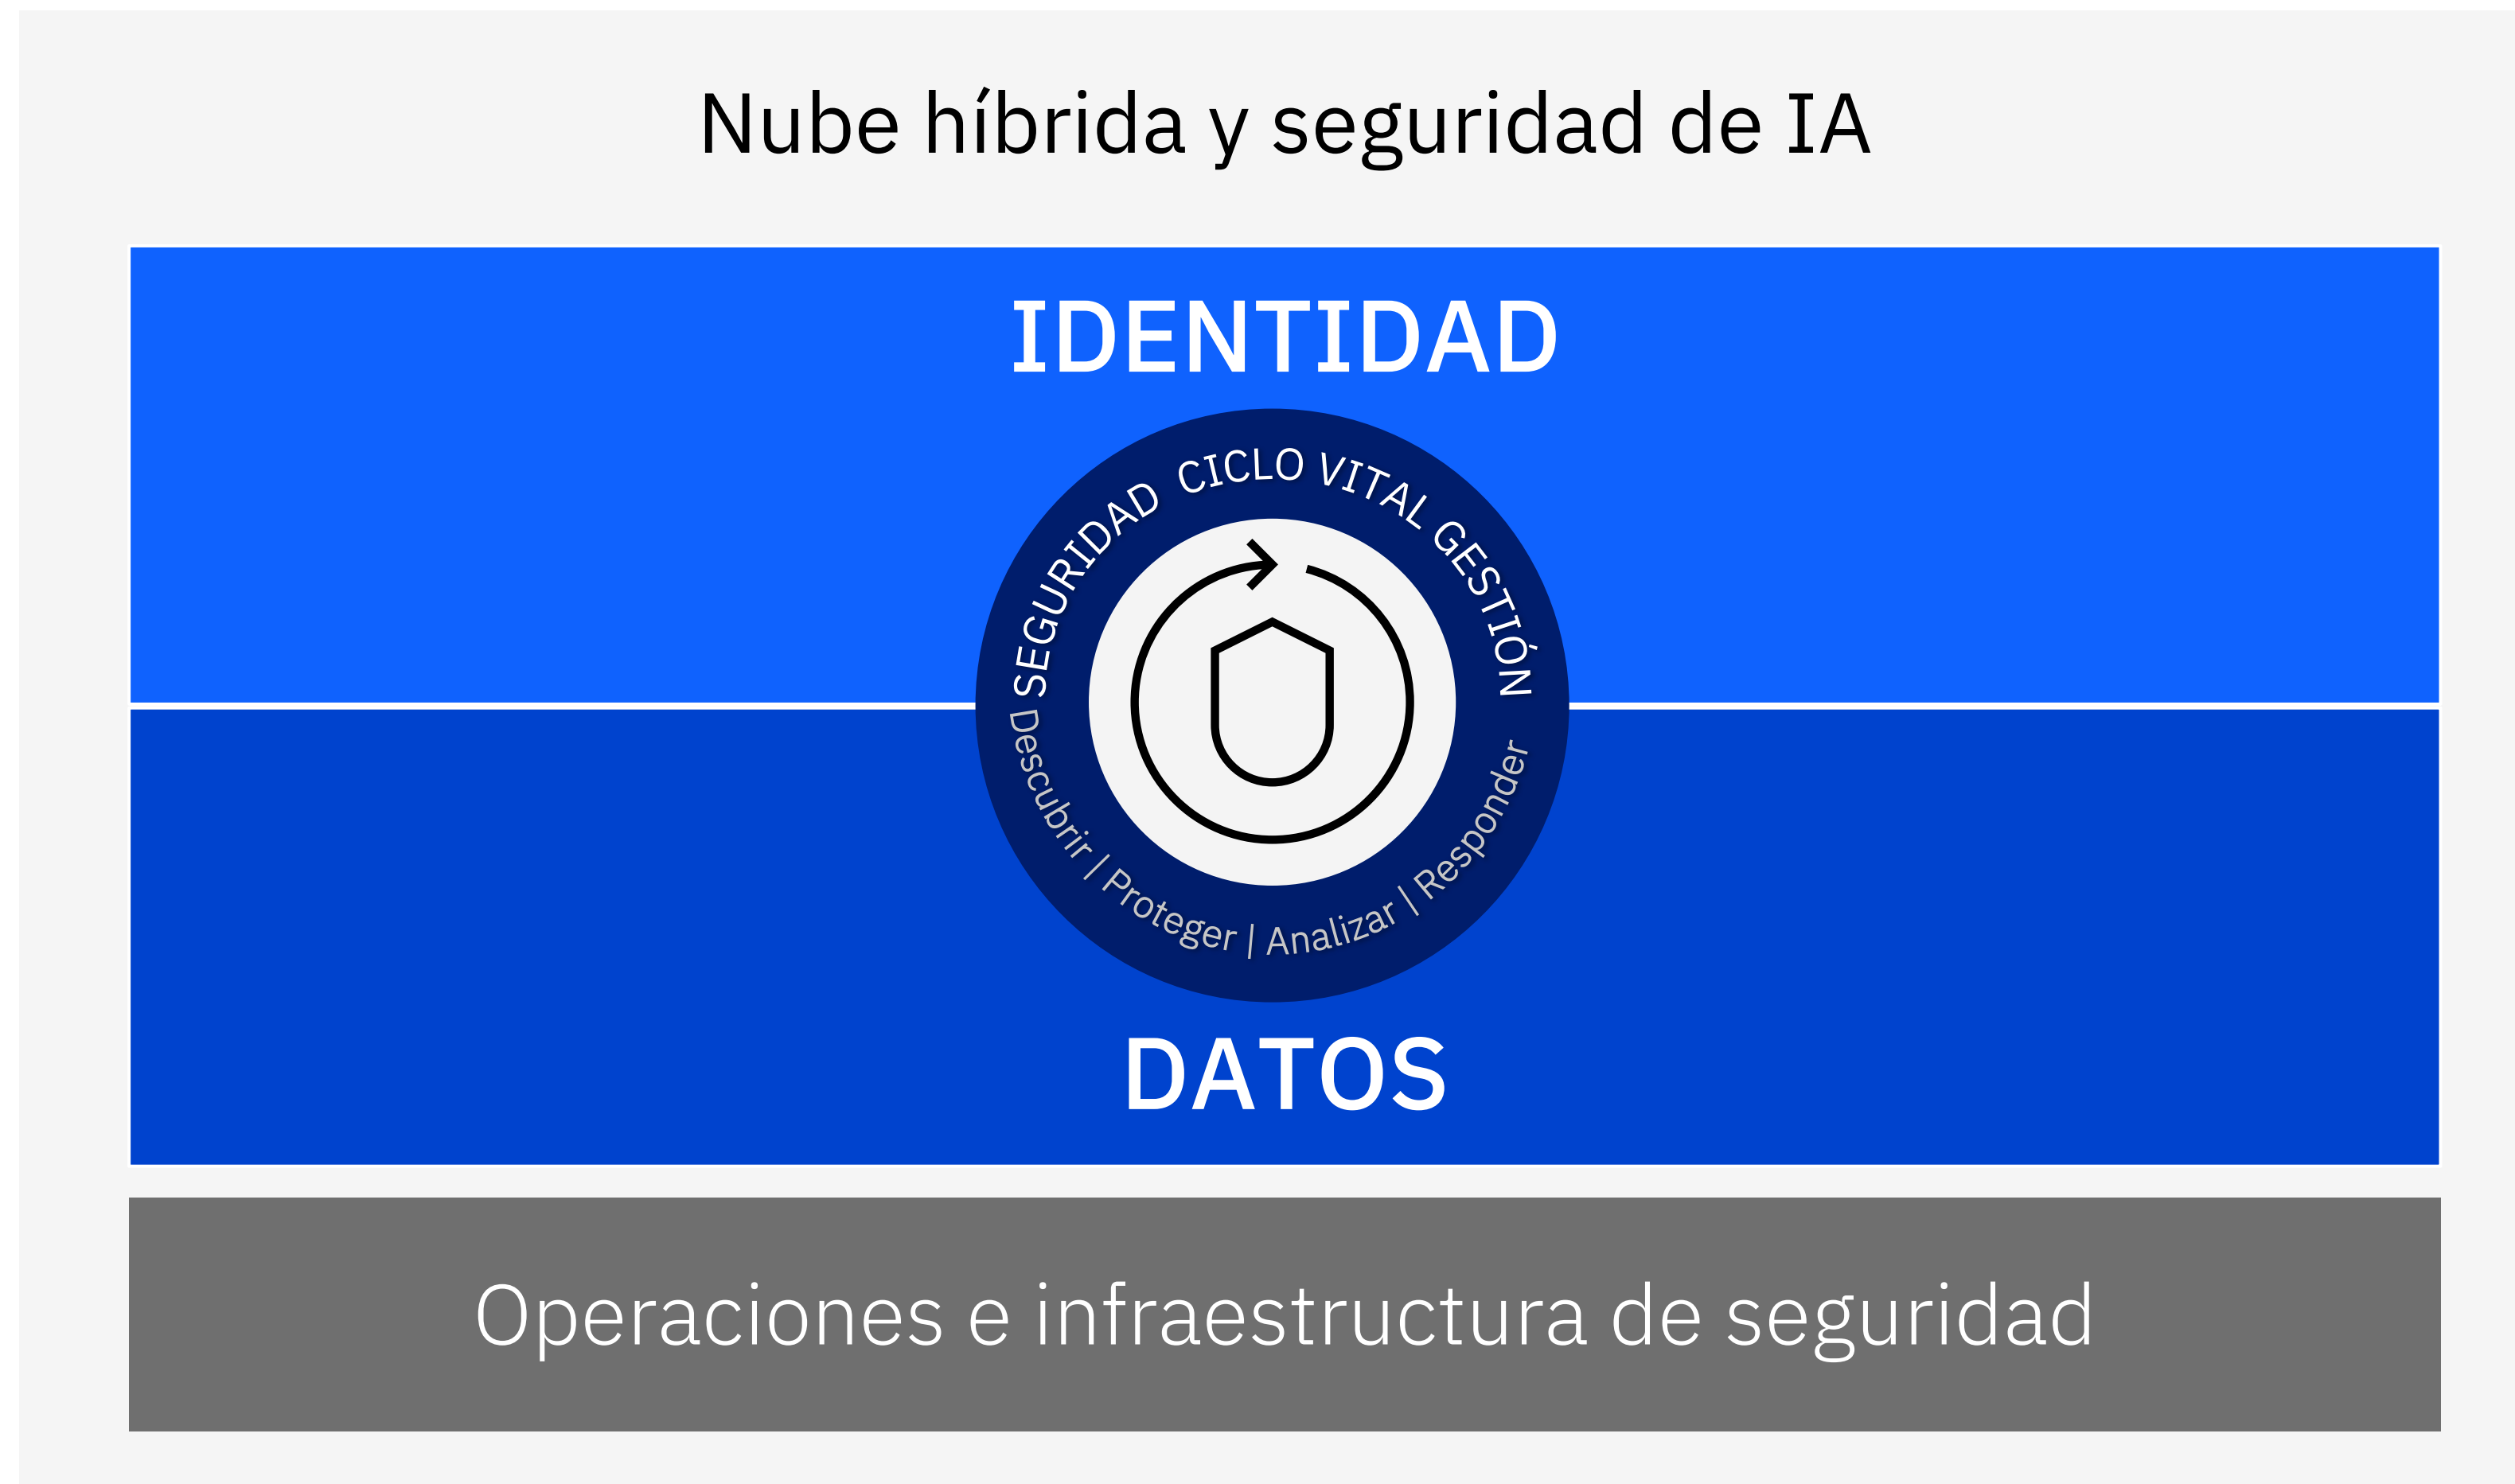 Nube híbrida y seguridad de IA
IDENTIDAD
SEGURIDAD CICLO VITAL GESTIÓN
Descubrir | Proteger | Analizar | Responder
DATOS
Operaciones e infraestructura de seguridad